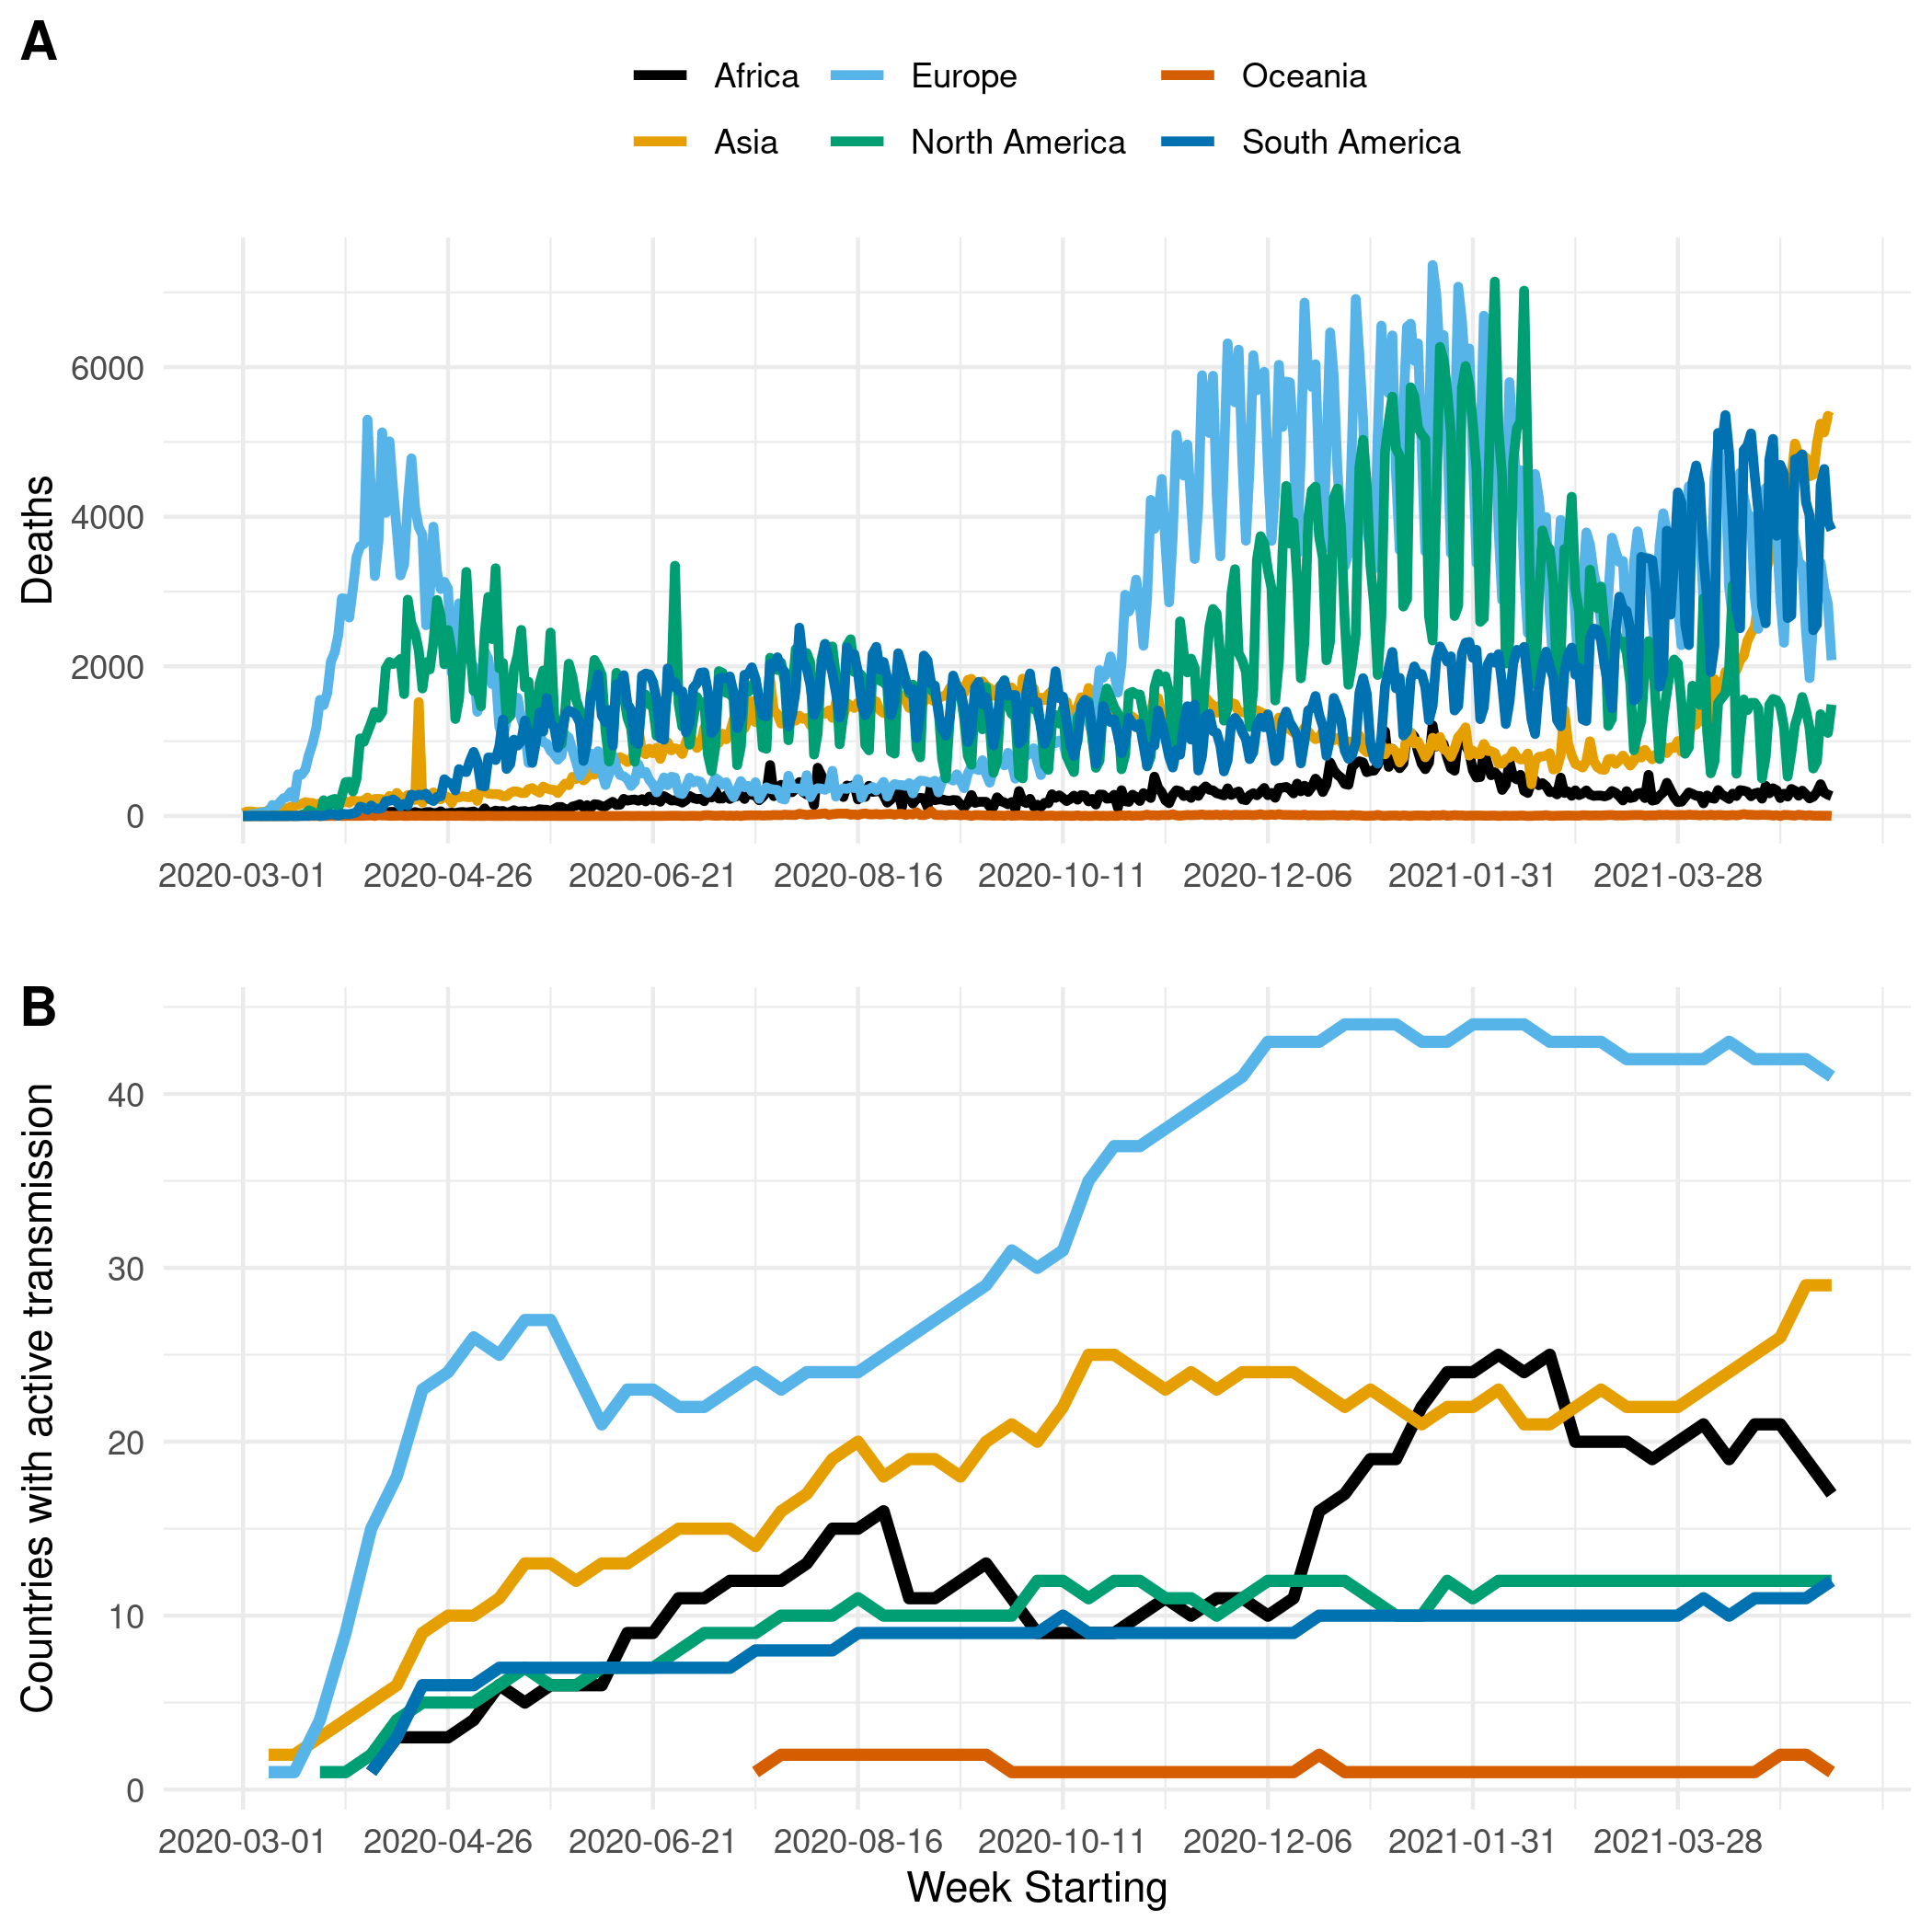 A
Africa Europe Oceania
Asia North America South America
Deaths
6000
4000
2000
0
2020-03-01 2020-04-26 2020-06-21 2020-08-16 2020-10-11 2020-12-06 2021-01-31 2021-03-28
B
Countries with active transmission
40
30
20
10
0
2020-03-01 2020-04-26 2020-06-21 2020-08-16 2020-10-11 2020-12-06 2021-01-31 2021-03-28
Week Starting